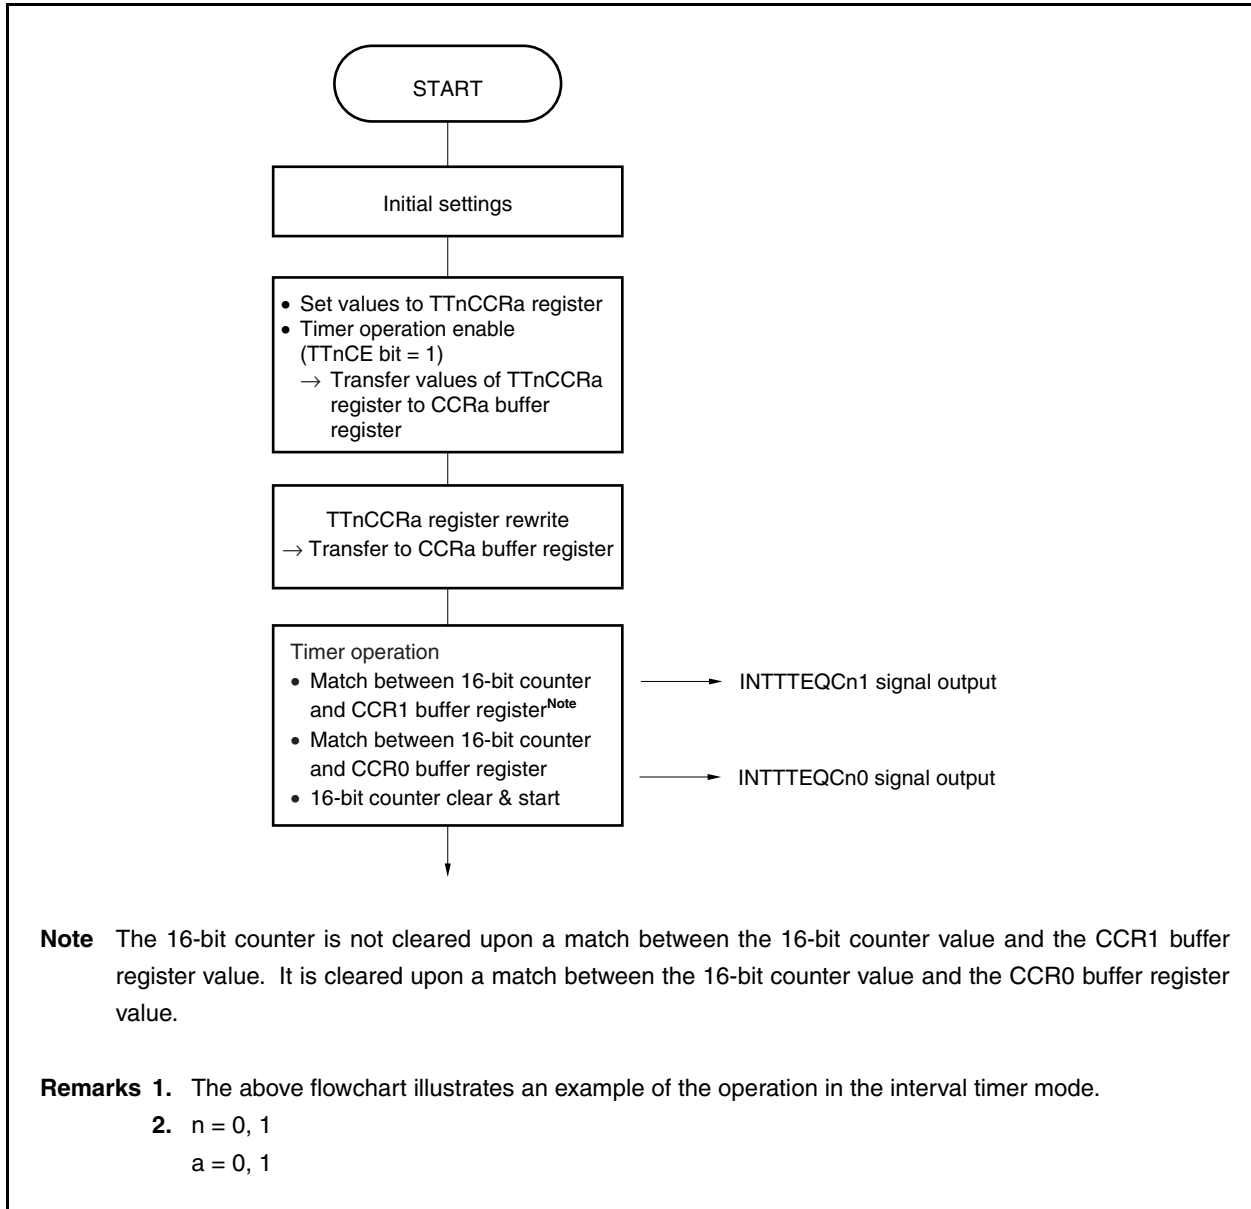 START
Initial settings
• Set values to TTnCCRa register
• Timer operation enable
(TTnCE bit = 1)
→ Transfer values of TTnCCRa
register to CCRa buffer
register
TTnCCRa register rewrite
→ Transfer to CCRa buffer register
Timer operation
• Match between 16-bit counter
and CCR1 buffer registerNote
INTTTEQCn1 signal output
• Match between 16-bit counter
and CCR0 buffer register
INTTTEQCn0 signal output
• 16-bit counter clear & start
Note The 16-bit counter is not cleared upon a match between the 16-bit counter value and the CCR1 buffer
register value. It is cleared upon a match between the 16-bit counter value and the CCR0 buffer register
value.
Remarks 1. The above flowchart illustrates an example of the operation in the interval timer mode.
2. n = 0, 1
a = 0, 1